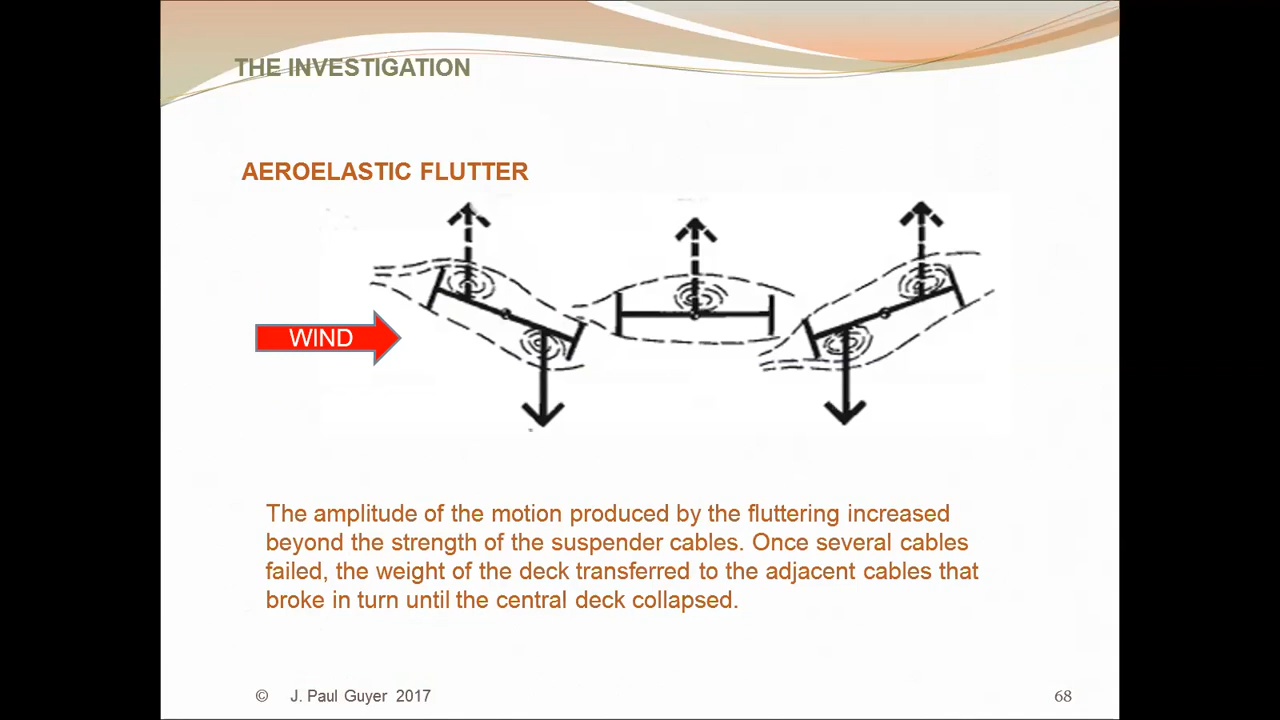 THE INVESTIGATION
AEROELASTIC FLUTTER
WIND
The amplitude of the motion produced by the fluttering increased
beyond the strength of the suspender cables. Once several cables
failed, the weight of the deck transferred to the adjacent cables that
broke in turn until the central deck collapsed.
© J. Paul Guyer 2017
68